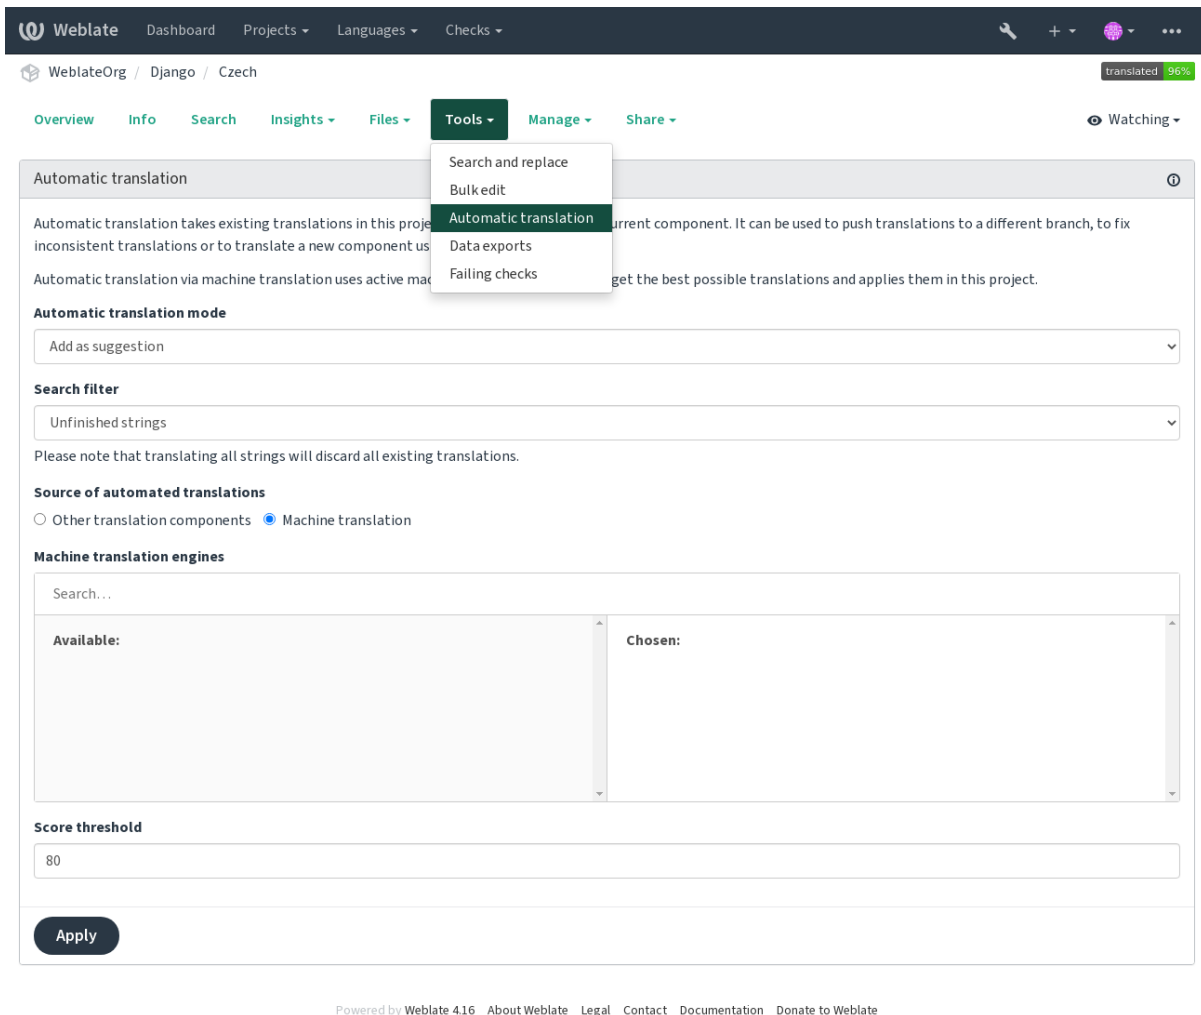 Weblate Dashboard Projects Languages Checks
WeblateOrg / Django / Czech translated 96%
Overview Info Search Insights Files Tools Manage Share Watching
Search and replace
Bulk edit
Automatic translation
Data exports
Failing checks
Automatic translation
Automatic translation takes existing translations in this proje urrent component. It can be used to push translations to a different branch, to fix
inconsistent translations or to translate a new component us
Automatic translation via machine translation uses active mac get the best possible translations and applies them in this project.
Automatic translation mode
Add as suggestion
Search filter
Unfinished strings
Please note that translating all strings will discard all existing translations.
Source of automated translations
Other translation components Machine translation
Machine translation engines
Search…
Available: Chosen:
Score threshold
80
Apply
Powered by Weblate 4.16 About Weblate Legal Contact Documentation Donate to Weblate